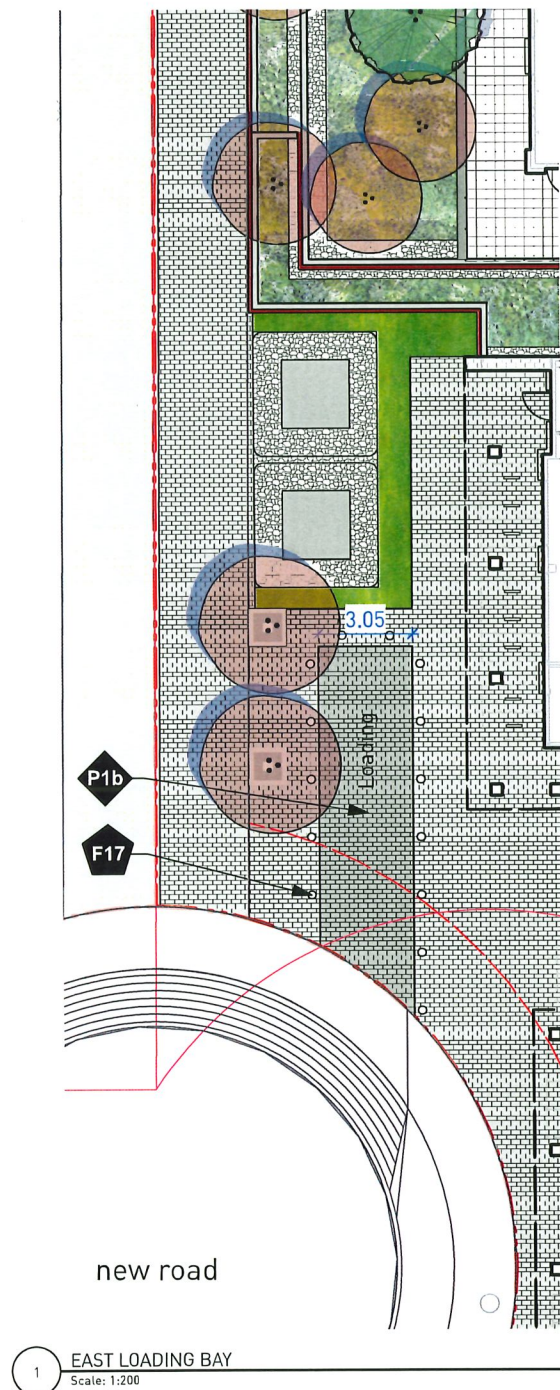 3.05
Loading
P1b
F17
new road
1
EAST LOADING BAY
Scale: 1:200